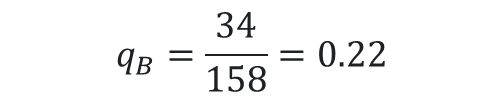 q_B = 34/158 = 0.22